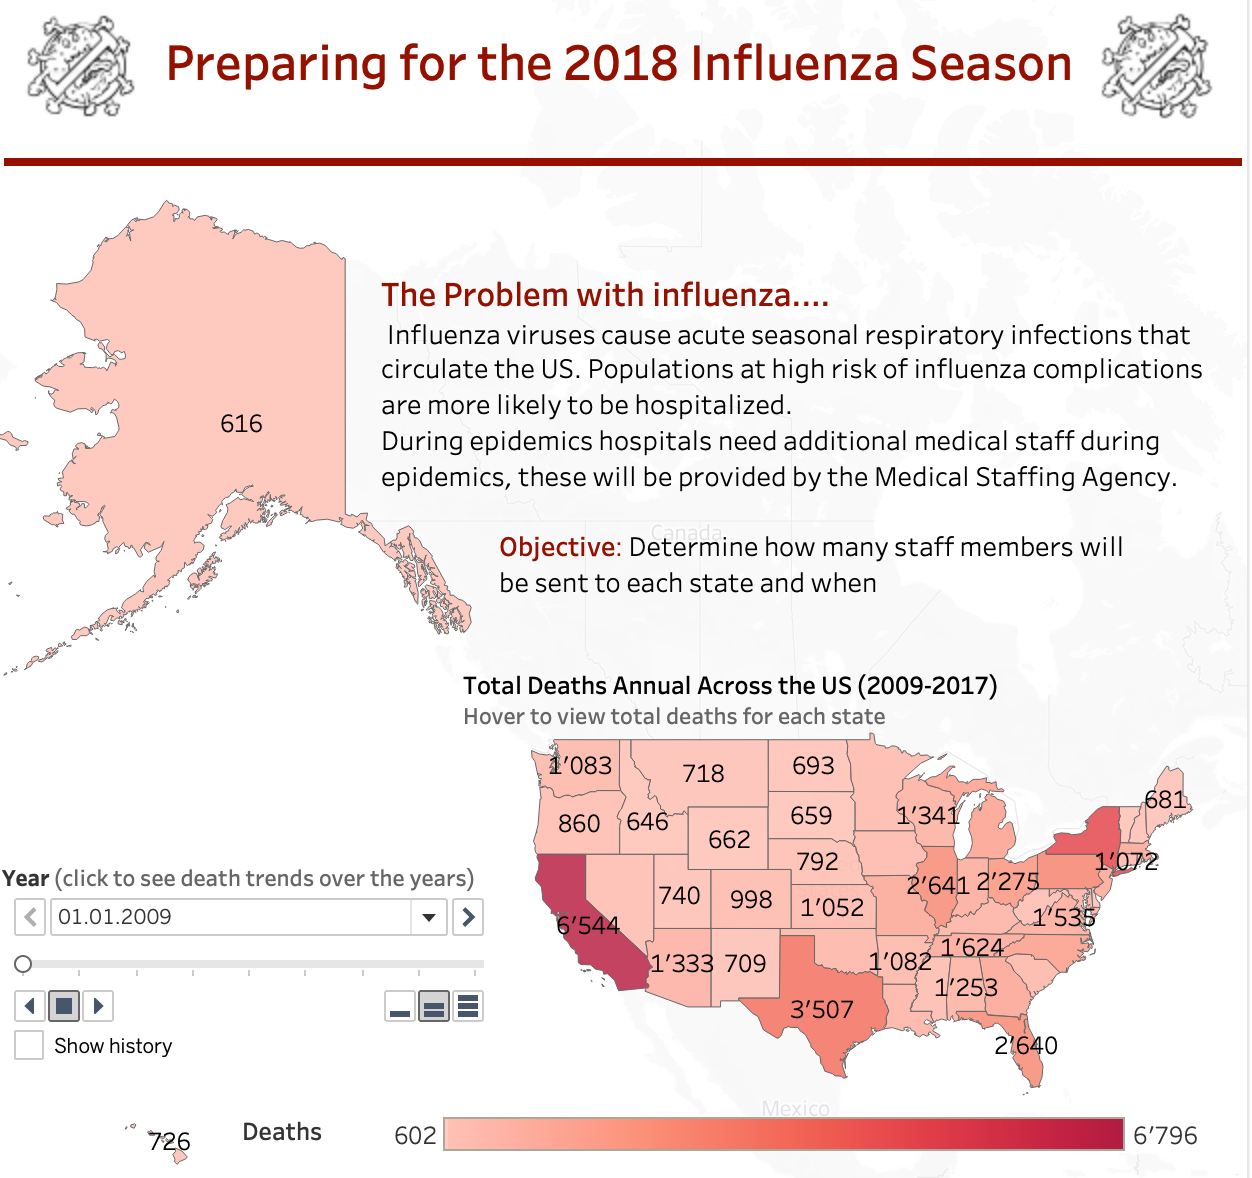 Preparing for the 2018 Influenza Season
The Problem with influenza....
Influenza viruses cause acute seasonal respiratory infections that
circulate the US. Populations at high risk of influenza complications
are more likely to be hospitalized.
During epidemics hospitals need additional medical staff during
epidemics, these will be provided by the Medical Staffing Agency.
616
Canada
Objective: Determine how many staff members will
be sent to each state and when
Total Deaths Annual Across the US (2009-2017)
Hover to view total deaths for each state
1’083
718
693
681
860
646
662
659
1’341
792
1’072
740
998
1’052
2’641
2’275
6’544
1’535
1’333
709
1’082
1’624
1’253
3’507
2’640
Year (click to see death trends over the years)
01.01.2009
Show history
Mexico
726
Deaths
602
6’796